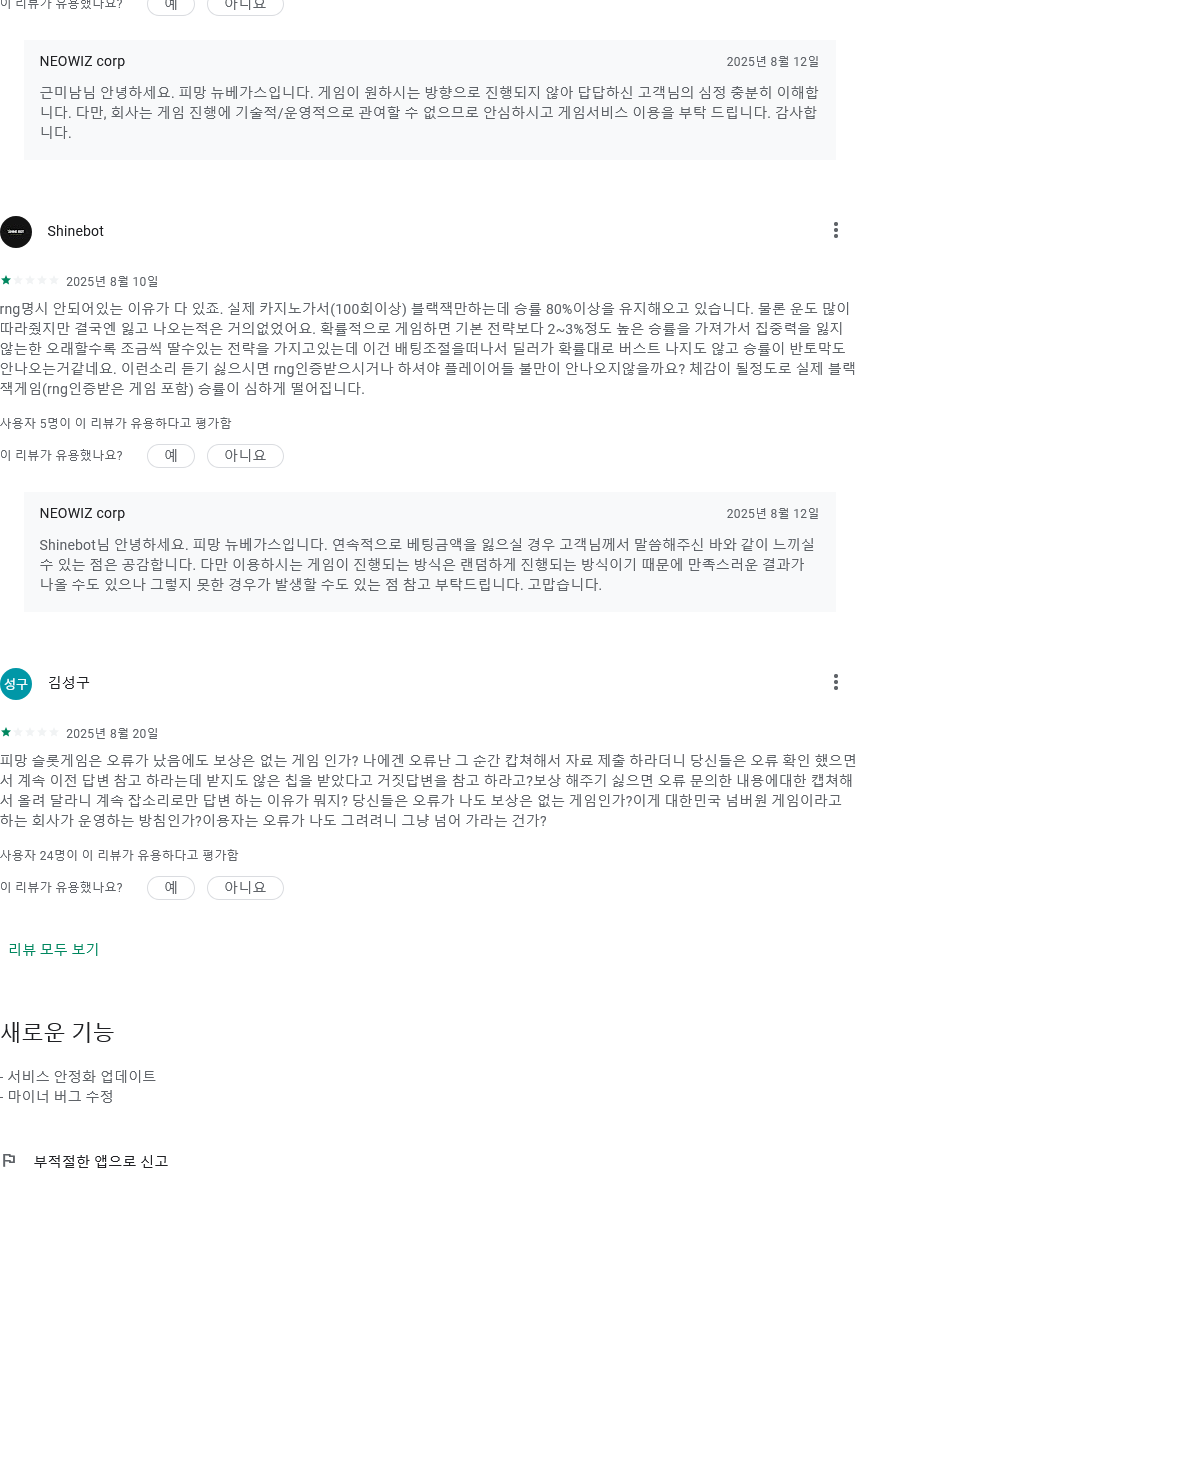 이 리뷰가 유용했나요? 예 아니요
NEOWIZ corp 2025년 8월 12일
근미남님 안녕하세요. 피망 뉴베가스입니다. 게임이 원하시는 방향으로 진행되지 않아 답답하신 고객님의 심정 충분히 이해합
니다. 다만, 회사는 게임 진행에 기술적/운영적으로 관여할 수 없으므로 안심하시고 게임서비스 이용을 부탁 드립니다. 감사합
니다.
Shinebot
2025년 8월 10일
rng명시 안되어있는 이유가 다 있죠. 실제 카지노가서(100회이상) 블랙잭만하는데 승률 80%이상을 유지해오고 있습니다. 물론 운도 많이
따라줬지만 결국엔 잃고 나오는적은 거의없었어요. 확률적으로 게임하면 기본 전략보다 2~3%정도 높은 승률을 가져가서 집중력을 잃지
않는한 오래할수록 조금씩 딸수있는 전략을 가지고있는데 이건 배팅조절을떠나서 딜러가 확률대로 버스트 나지도 않고 승률이 반토막도
안나오는거같네요. 이런소리 듣기 싫으시면 rng인증받으시거나 하셔야 플레이어들 불만이 안나오지않을까요? 체감이 될정도로 실제 블랙
잭게임(rng인증받은 게임 포함) 승률이 심하게 떨어집니다.
사용자 5명이 이 리뷰가 유용하다고 평가함
이 리뷰가 유용했나요? 예 아니요
NEOWIZ corp 2025년 8월 12일
Shinebot님 안녕하세요. 피망 뉴베가스입니다. 연속적으로 베팅금액을 잃으실 경우 고객님께서 말씀해주신 바와 같이 느끼실
수 있는 점은 공감합니다. 다만 이용하시는 게임이 진행되는 방식은 랜덤하게 진행되는 방식이기 때문에 만족스러운 결과가
나올 수도 있으나 그렇지 못한 경우가 발생할 수도 있는 점 참고 부탁드립니다. 고맙습니다.
성구 김성구
2025년 8월 20일
피망 슬롯게임은 오류가 났음에도 보상은 없는 게임 인가? 나에겐 오류난 그 순간 캅쳐해서 자료 제출 하라더니 당신들은 오류 확인 했으면
서 계속 이전 답변 참고 하라는데 받지도 않은 칩을 받았다고 거짓답변을 참고 하라고?보상 해주기 싫으면 오류 문의한 내용에대한 캡쳐해
서 올려 달라니 계속 잡소리로만 답변 하는 이유가 뭐지? 당신들은 오류가 나도 보상은 없는 게임인가?이게 대한민국 넘버원 게임이라고
하는 회사가 운영하는 방침인가?이용자는 오류가 나도 그려려니 그냥 넘어 가라는 건가?
사용자 24명이 이 리뷰가 유용하다고 평가함
이 리뷰가 유용했나요? 예 아니요
리뷰 모두 보기
새로운 기능
- 서비스 안정화 업데이트
- 마이너 버그 수정
부적절한 앱으로 신고